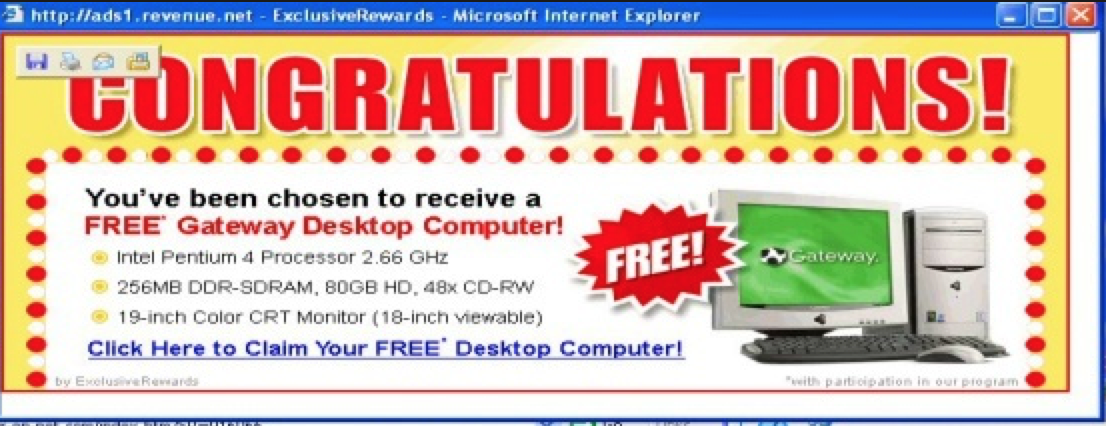 http://ads1.revenue.net - ExclusiveRewards - Microsoft Internet Explorer
CONGRATULATIONS!
You've been chosen to receive a
FREE* Gateway Desktop Computer!
Intel Pentium 4 Processor 2.66 GHz
256MB DDR-SDRAM, 80GB HD, 48x CD-RW
19-inch Color CRT Monitor (18-inch viewable)
Click Here to Claim Your FREE* Desktop Computer!
FREE!
Gateway.
by ExclusiveRewards
*with participation in our program